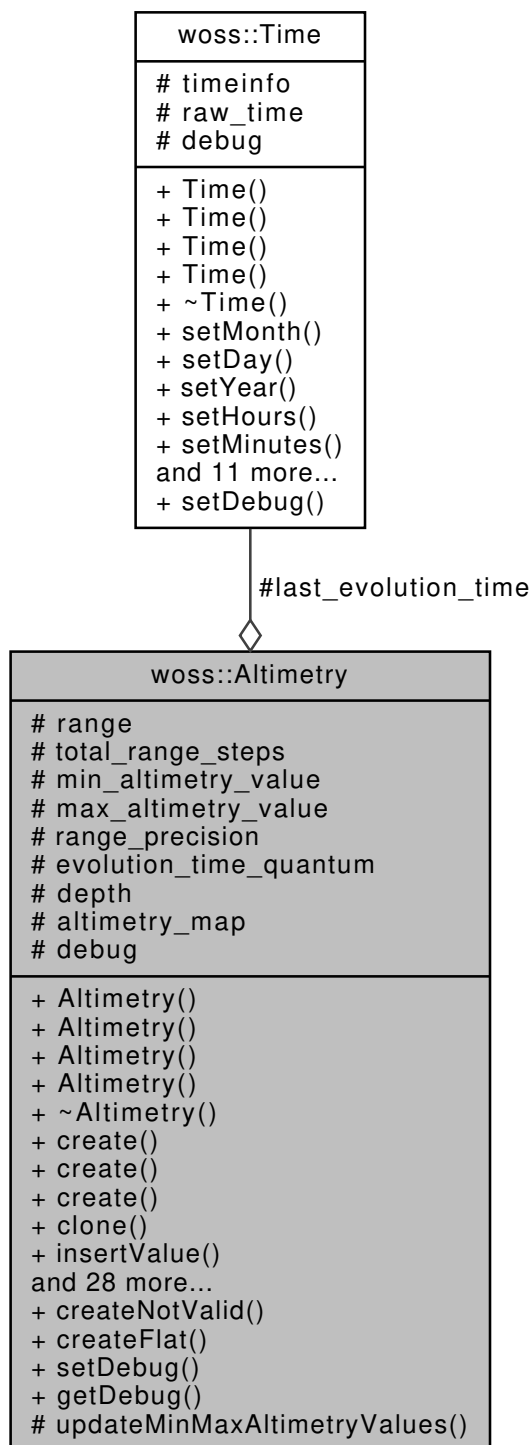 woss::Time
# timeinfo
# raw_time
# debug
+ Time()
+ Time()
+ Time()
+ Time()
+ ~Time()
+ setMonth()
+ setDay()
+ setYear()
+ setHours()
+ setMinutes()
and 11 more...
+ setDebug()
#last_evolution_time
woss::Altimetry
# range
# total_range_steps
# min_altimetry_value
# max_altimetry_value
# range_precision
# evolution_time_quantum
# depth
# altimetry_map
# debug
+ Altimetry()
+ Altimetry()
+ Altimetry()
+ Altimetry()
+ ~Altimetry()
+ create()
+ create()
+ create()
+ clone()
+ insertValue()
and 28 more...
+ createNotValid()
+ createFlat()
+ setDebug()
+ getDebug()
# updateMinMaxAltimetryValues()